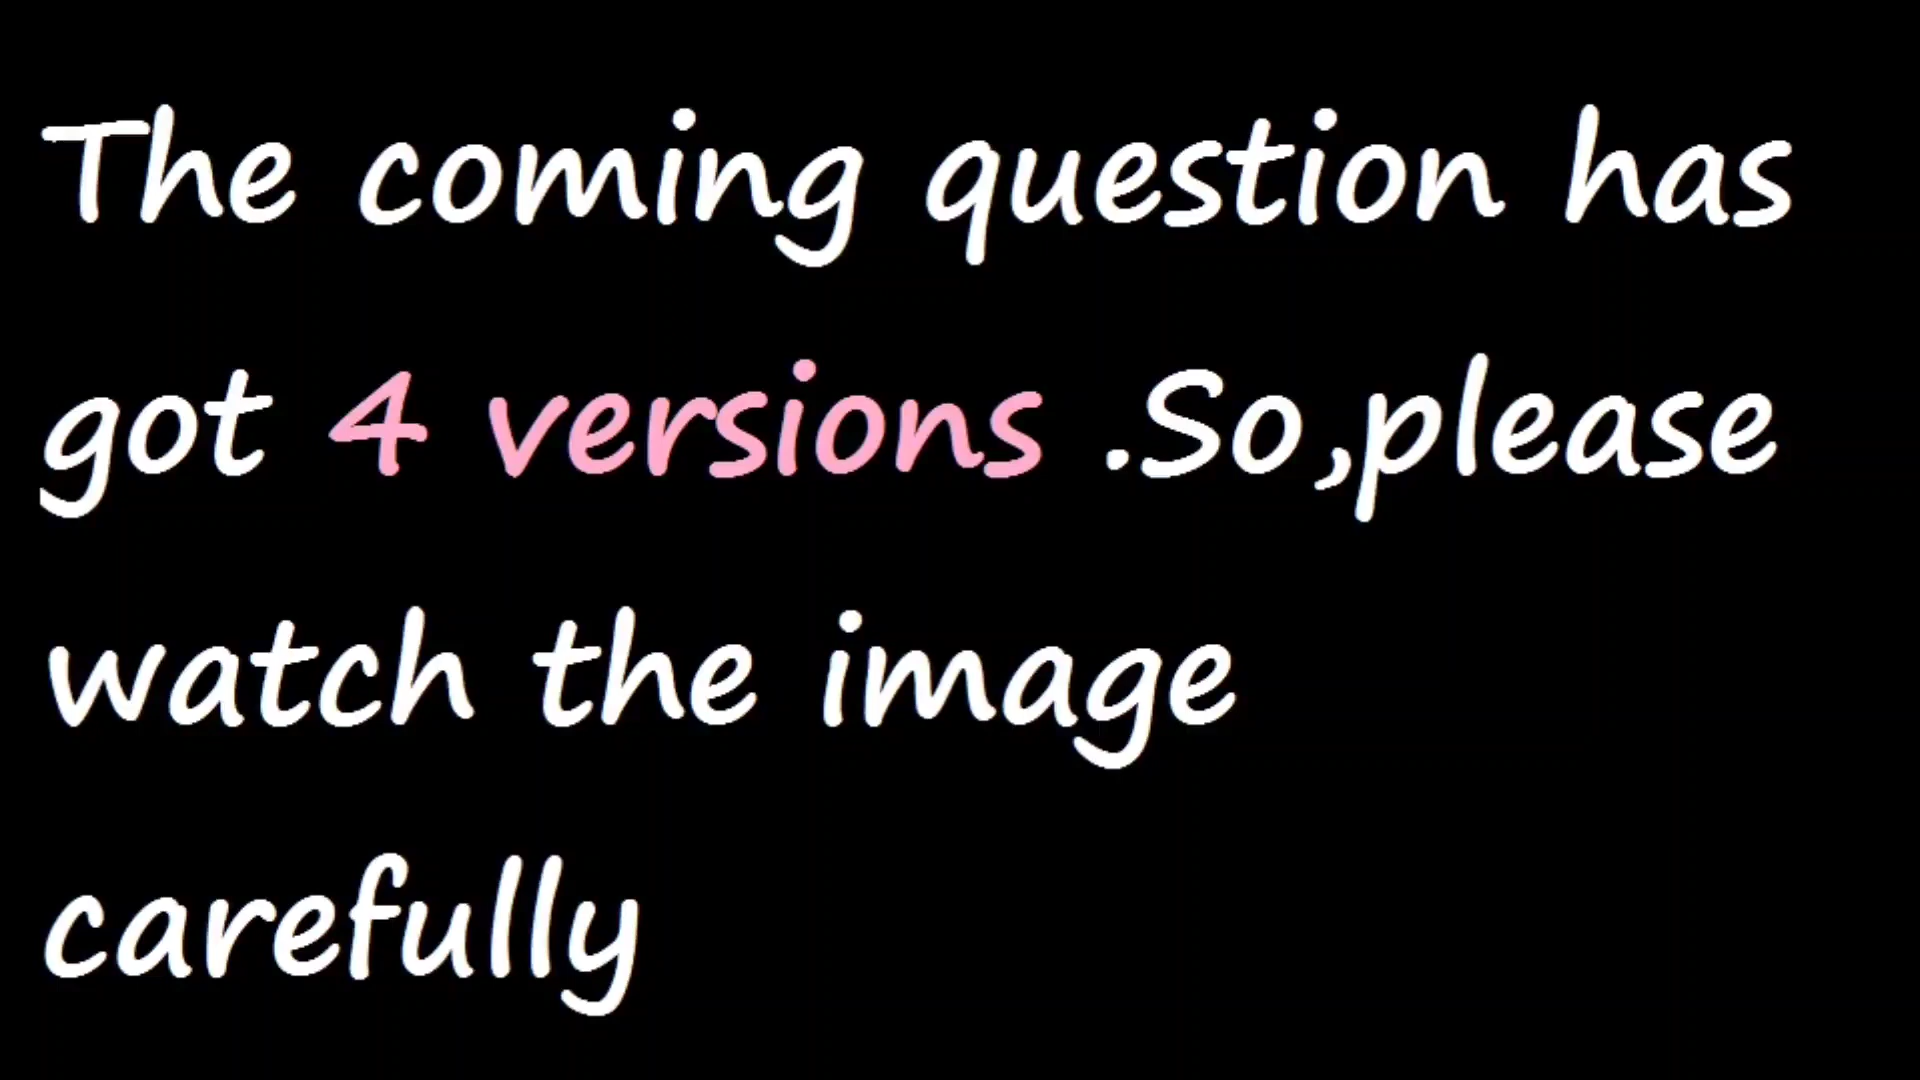 The coming question has
got 4 versions .So,please
watch the image
carefully